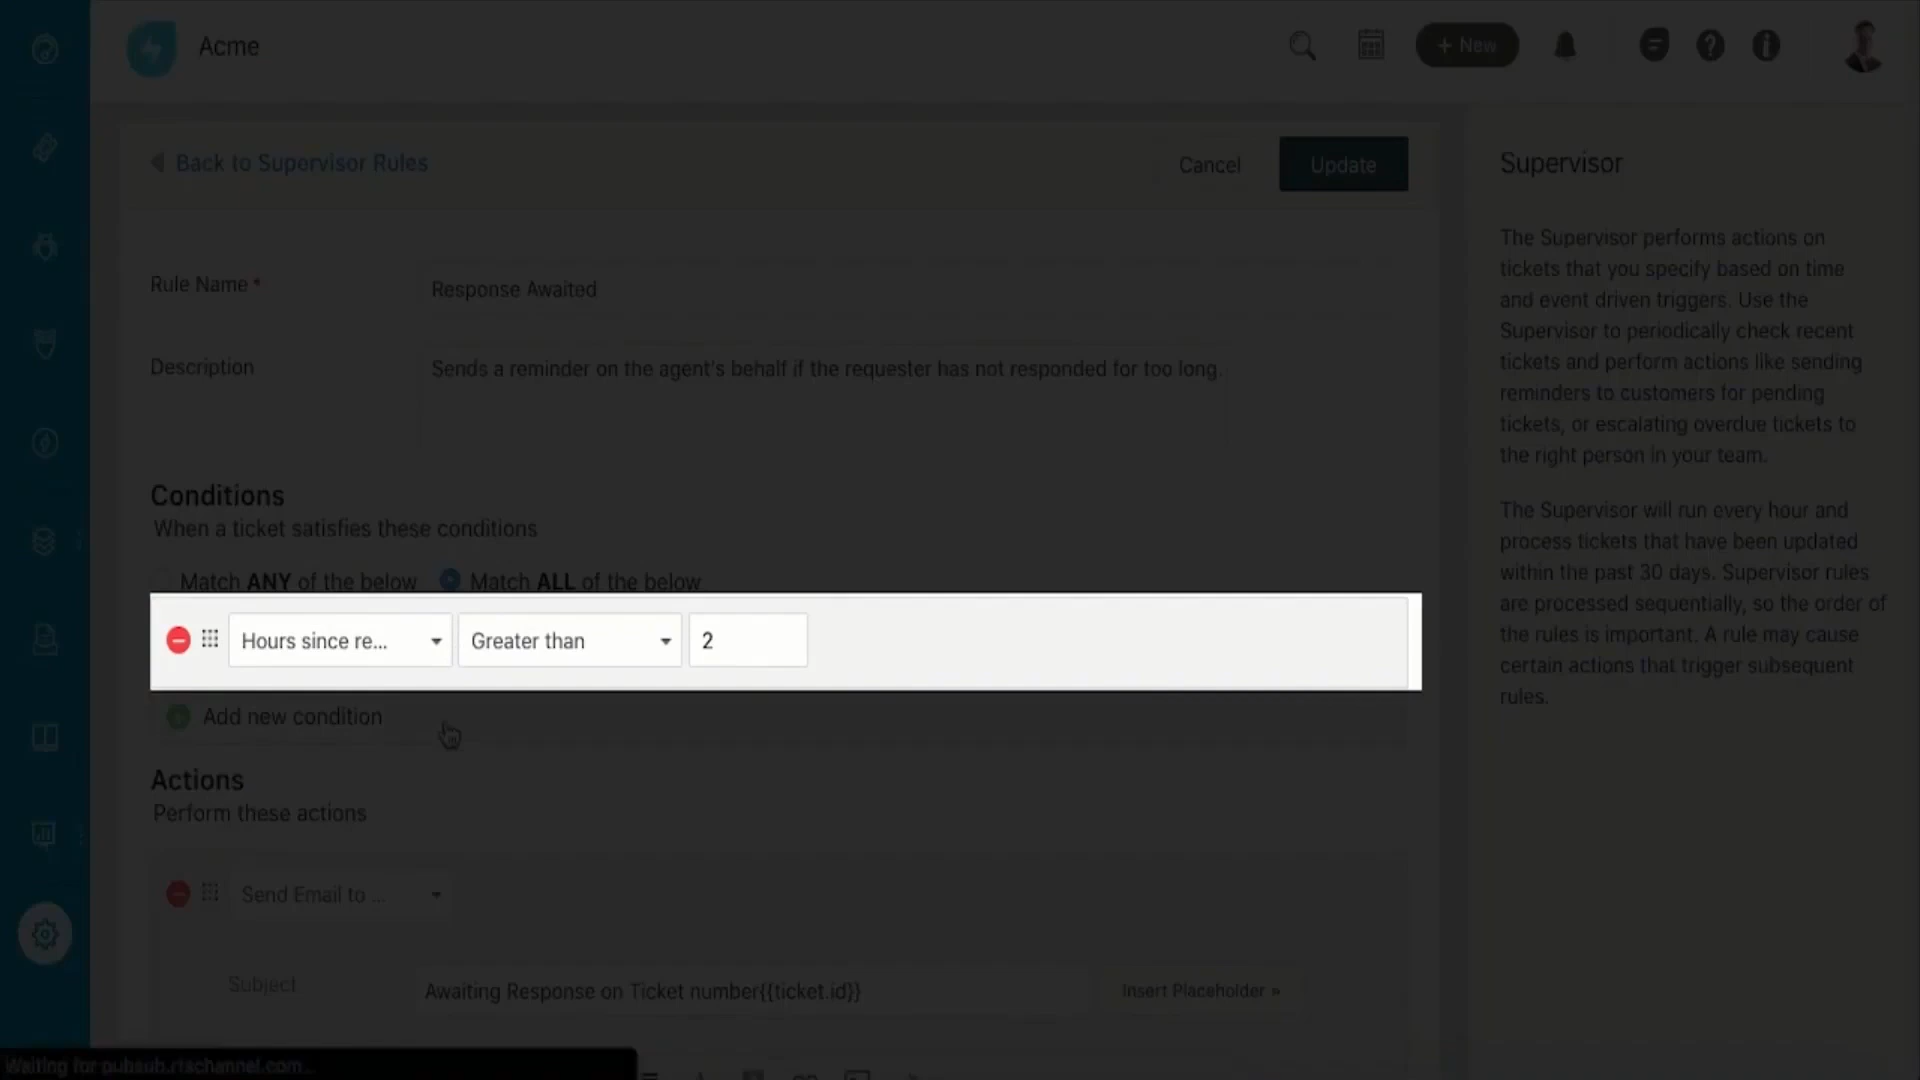 Acme
+ New
Back to Supervisor Rules
Cancel
Update
Rule Name *
Response Awaited
Description
Sends a reminder on the agent's behalf if the requester has not responded for too long.
Conditions
When a ticket satisfies these conditions
Match ANY of the below
Match ALL of the below
Hours since re...
Greater than
2
Add new condition
Actions
Perform these actions
Send Email to ...
Subject
Awaiting Response on Ticket number{{ticket.id}}
Insert Placeholder »
Waiting for pubsub.rtschannel.com...
Supervisor
The Supervisor performs actions on
tickets that you specify based on time
and event driven triggers. Use the
Supervisor to periodically check recent
tickets and perform actions like sending
reminders to customers for pending
tickets, or escalating overdue tickets to
the right person in your team.
The Supervisor will run every hour and
process tickets that have been updated
within the past 30 days. Supervisor rules
are processed sequentially, so the order of
the rules is important. A rule may cause
certain actions that trigger subsequent
rules.